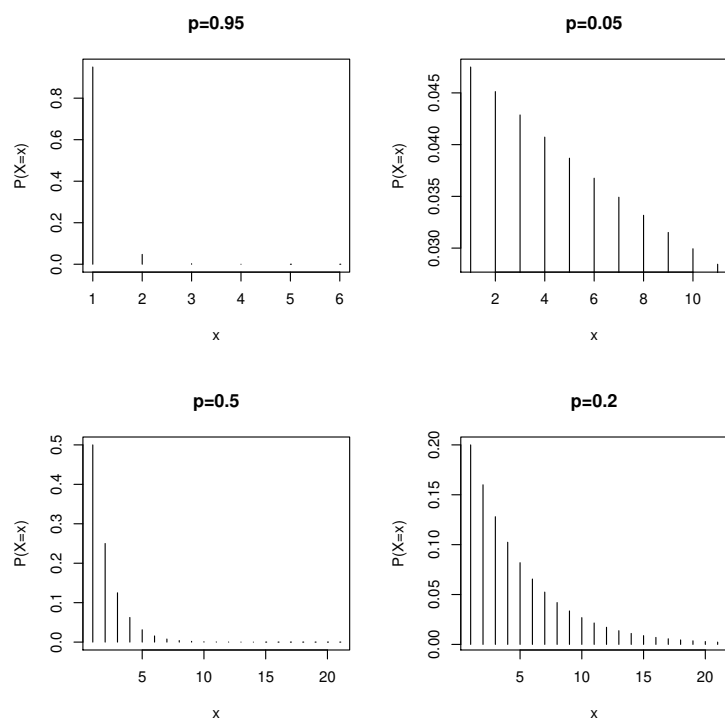 p=0.95
P(X=x)
0.0 0.2 0.4 0.6 0.8
1 2 3 4 5 6
x
p=0.05
P(X=x)
0.030 0.035 0.040 0.045
2 4 6 8 10
x
p=0.5
P(X=x)
0.0 0.1 0.2 0.3 0.4 0.5
5 10 15 20
x
p=0.2
P(X=x)
0.00 0.05 0.10 0.15 0.20
5 10 15 20
x